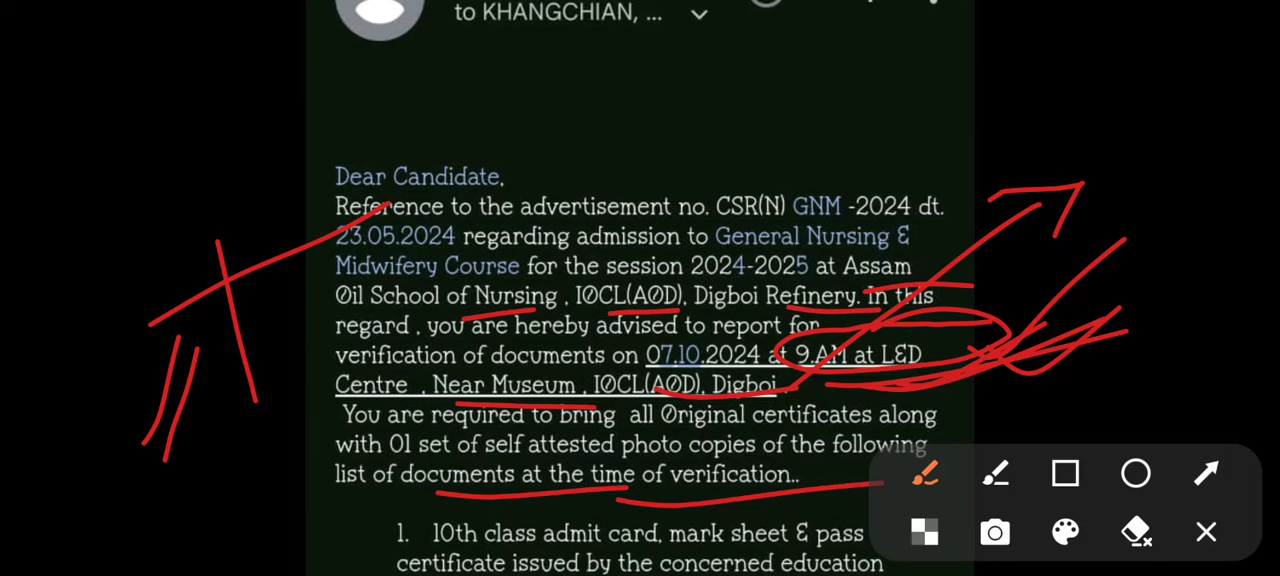 to KHANGCHIAN, ...
Dear Candidate,
Reference to the advertisement no. CSR(N) GNM -2024 dt.
23.05.2024 regarding admission to General Nursing &
Midwifery Course for the session 2024-2025 at Assam
Oil School of Nursing , IOCL(AOD), Digboi Refinery. In this
regard , you are hereby advised to report for
verification of documents on 07.10.2024 at 9.AM at LED
Centre , Near Museum , IOCL(AOD), Digboi .
You are required to bring all Original certificates along
with 01 set of self attested photo copies of the following
list of documents at the time of verification..
1. 10th class admit card, mark sheet & pass
certificate issued by the concerned education